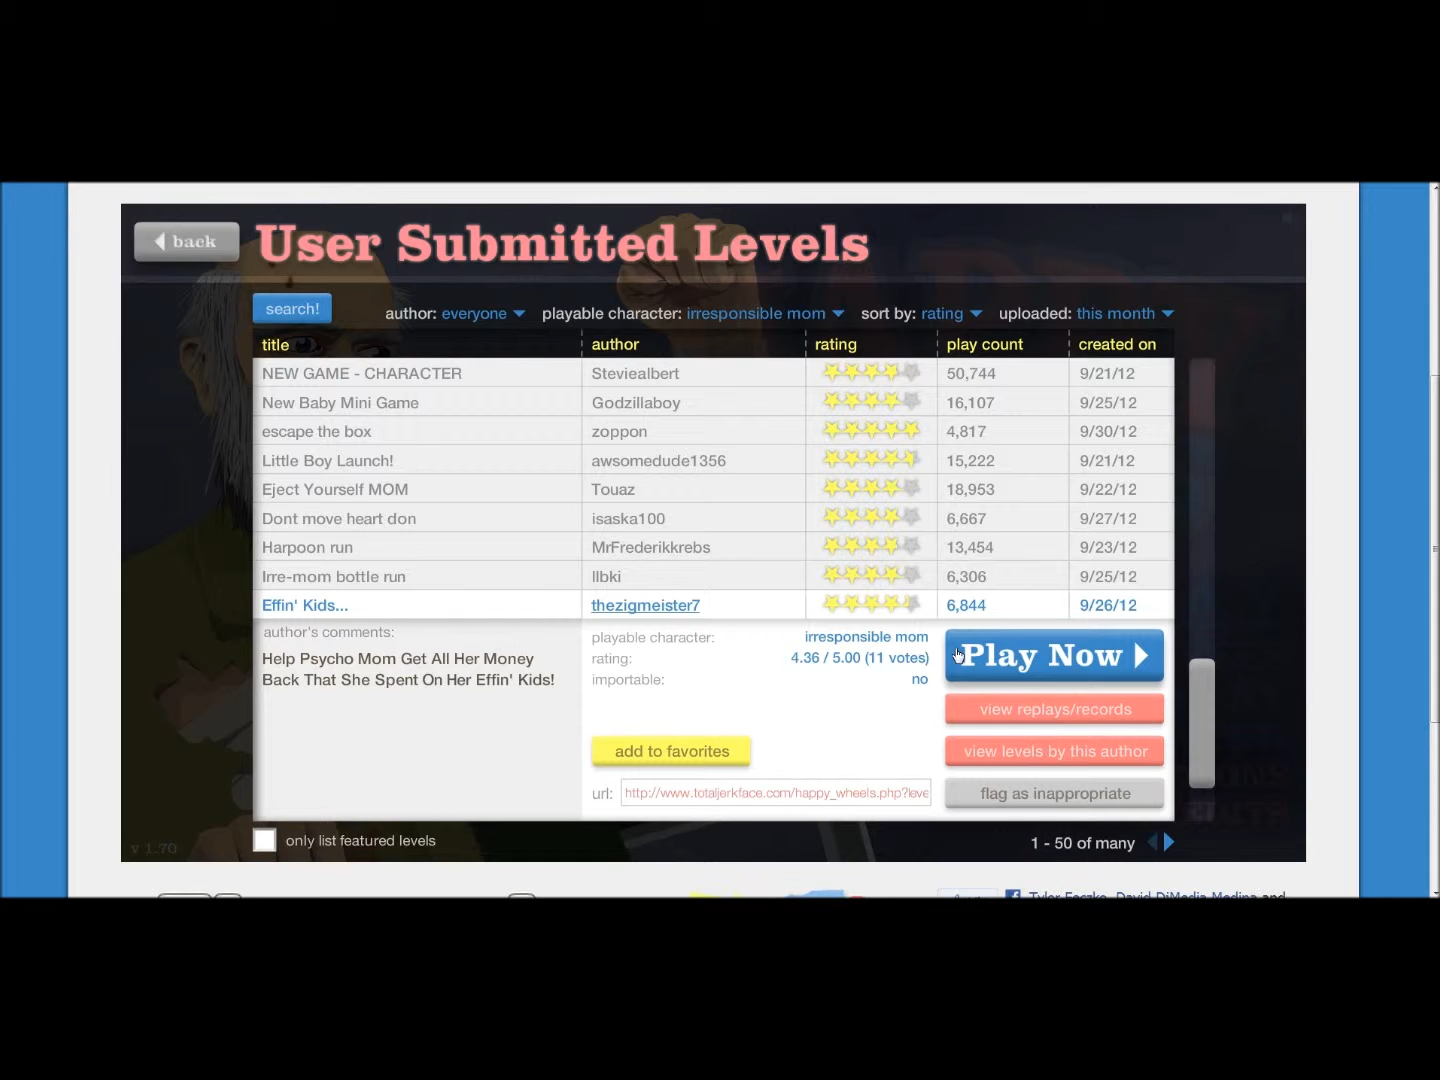 back
User Submitted Levels
search!
author: everyone playable character: irresponsible mom sort by: rating uploaded: this month
title author rating play count created on
NEW GAME - CHARACTER Steviealbert 50,744 9/21/12
New Baby Mini Game Godzillaboy 16,107 9/25/12
escape the box zoppon 4,817 9/30/12
Little Boy Launch! awsomedude1356 15,222 9/21/12
Eject Yourself MOM Touaz 18,953 9/22/12
Dont move heart don isaska100 6,667 9/27/12
Harpoon run MrFrederikkrebs 13,454 9/23/12
Irre-mom bottle run llbki 6,306 9/25/12
Effin' Kids... thezigmeister7 6,844 9/26/12
author's comments:
Help Psycho Mom Get All Her Money
Back That She Spent On Her Effin' Kids!
playable character: irresponsible mom
rating: 4.36 / 5.00 (11 votes)
importable: no
add to favorites
url: http://www.totaljerkface.com/happy_wheels.php?leve
Play Now
view replays/records
view levels by this author
flag as inappropriate
v 1.70
only list featured levels
1 - 50 of many
Tyler Feczko, David DiMedia Medina and